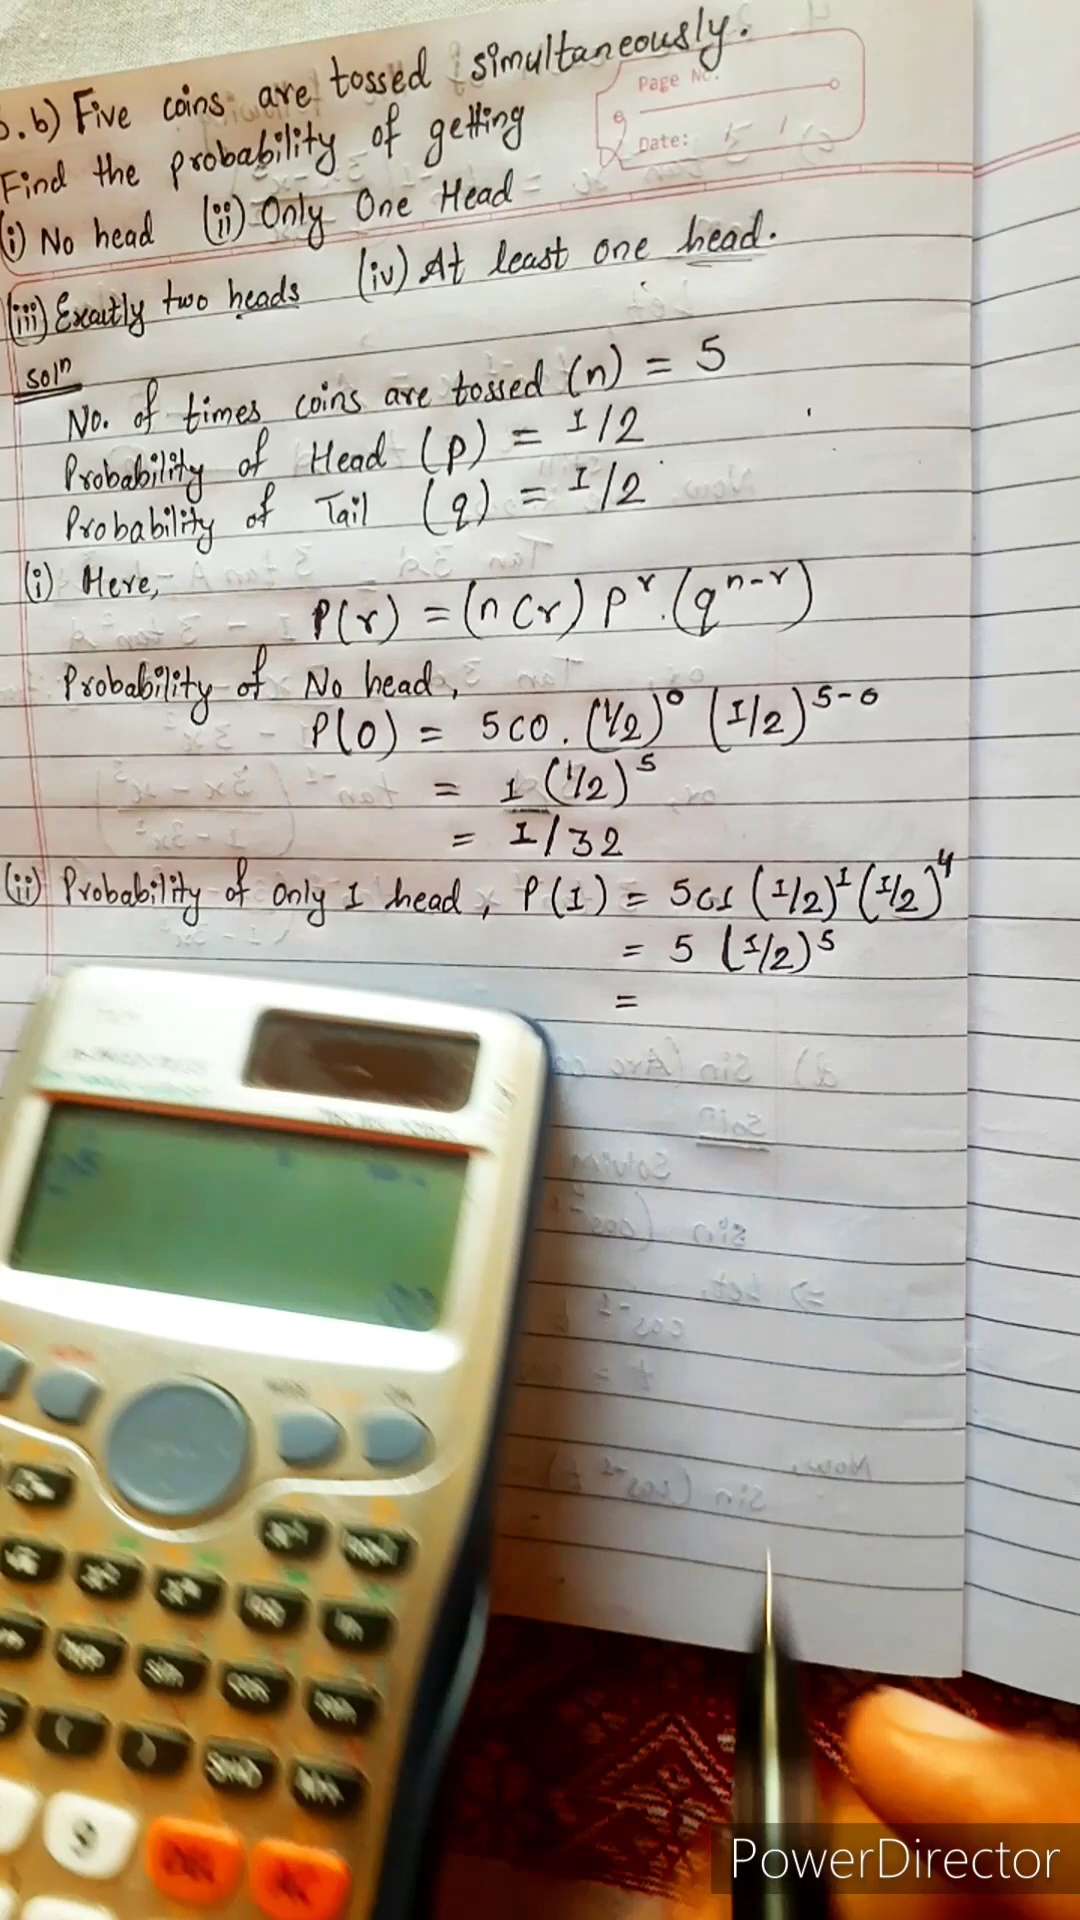 b) Five coins are tossed simultaneously.
Page No.
Find the probability of getting
Date:
(i) No head (ii) Only One Head
(iii) Exactly two heads (iv) At least one head.
Solⁿ
No. of times coins are tossed (n) = 5
Probability of Head (p) = 1/2
Probability of Tail (q) = 1/2
(i) Here,
P(r) = (nCr) p^r.(q^n-r)
Probability of No head,
P(0) = 5C0. (1/2)^0 (1/2)^5-0
= 1 (1/2)^5
= 1/32
(ii) Probability of only 1 head, P(1) = 5C1 (1/2)^1 (1/2)^4
= 5 (1/2)^5
=
PowerDirector